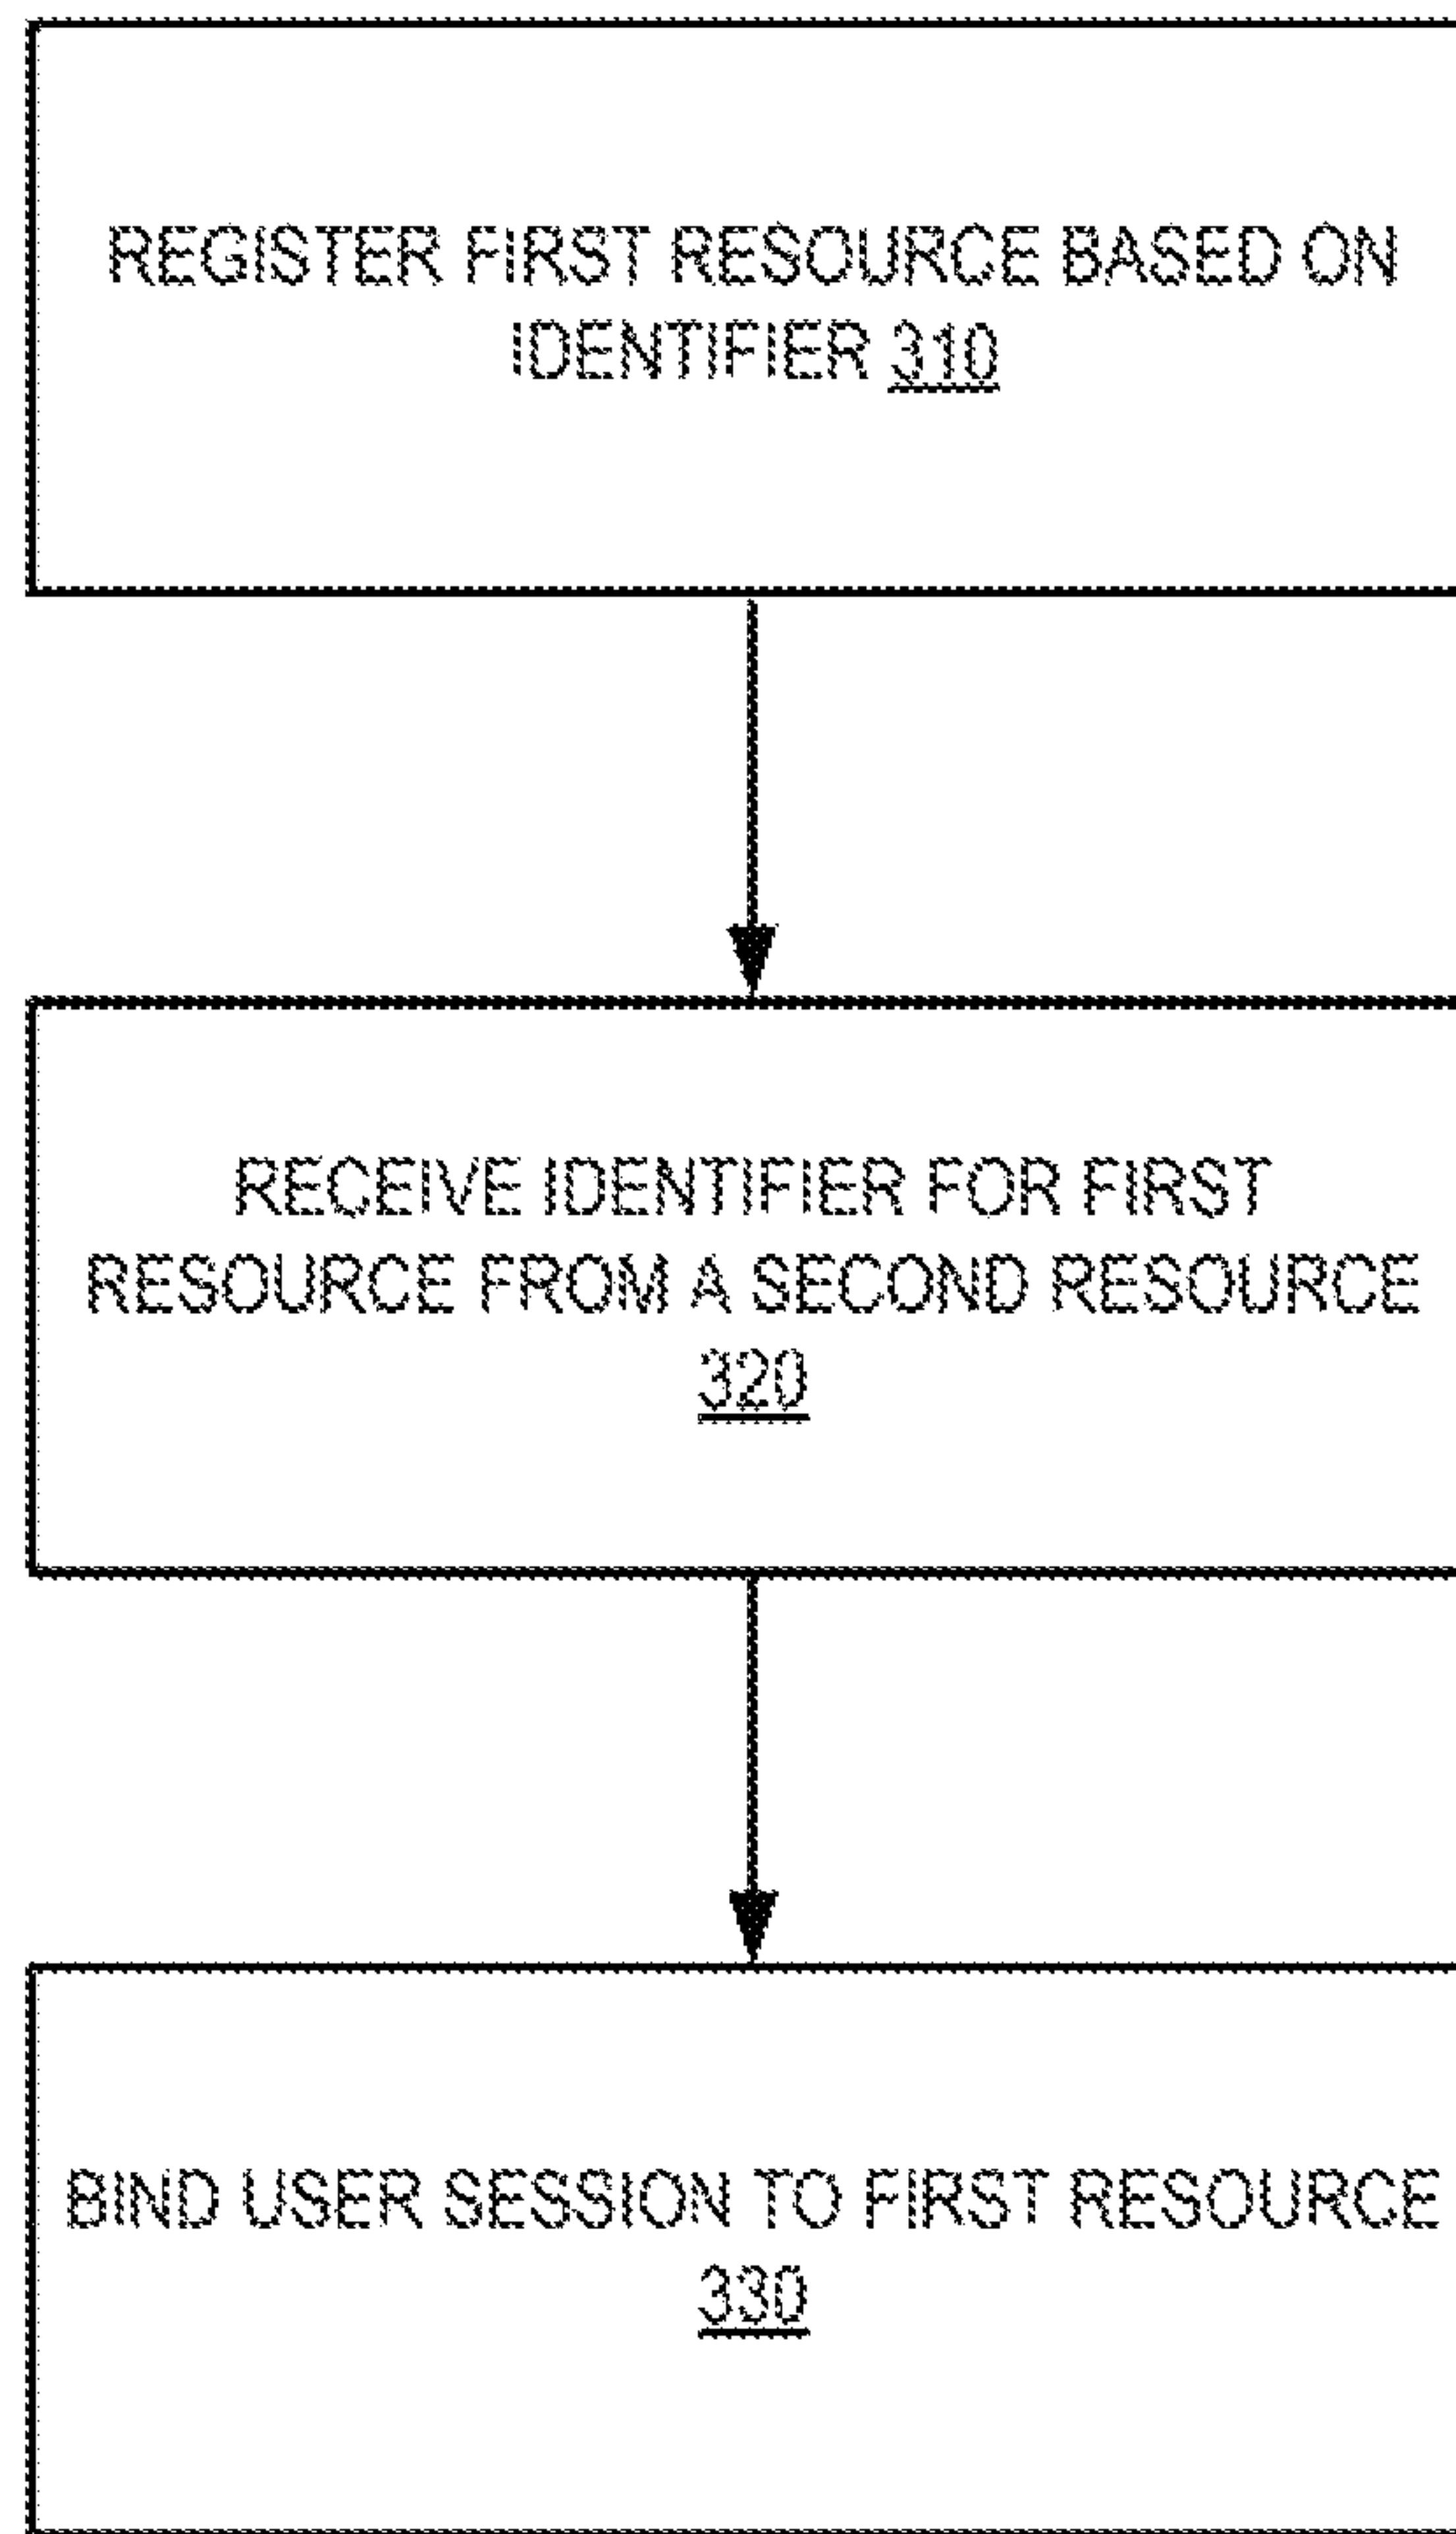 REGISTER FIRST RESOURCE BASED ON
IDENTIFIER 310
RECEIVE IDENTIFIER FOR FIRST
RESOURCE FROM A SECOND RESOURCE
320
BIND USER SESSION TO FIRST RESOURCE
330